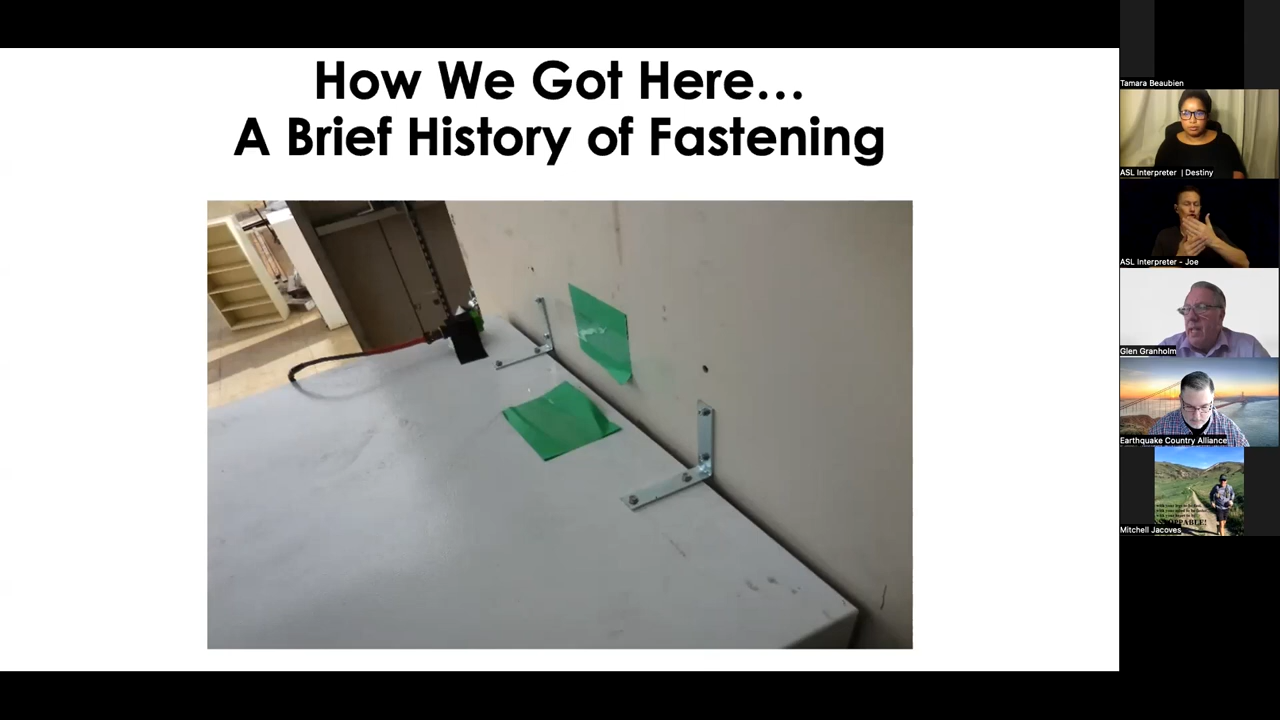 How We Got Here...
A Brief History of Fastening
Tamara Beaubien
ASL Interpreter | Destiny
ASL Interpreter - Joe
Glen Granholm
Earthquake Country Alliance
Mitchell Jacoves